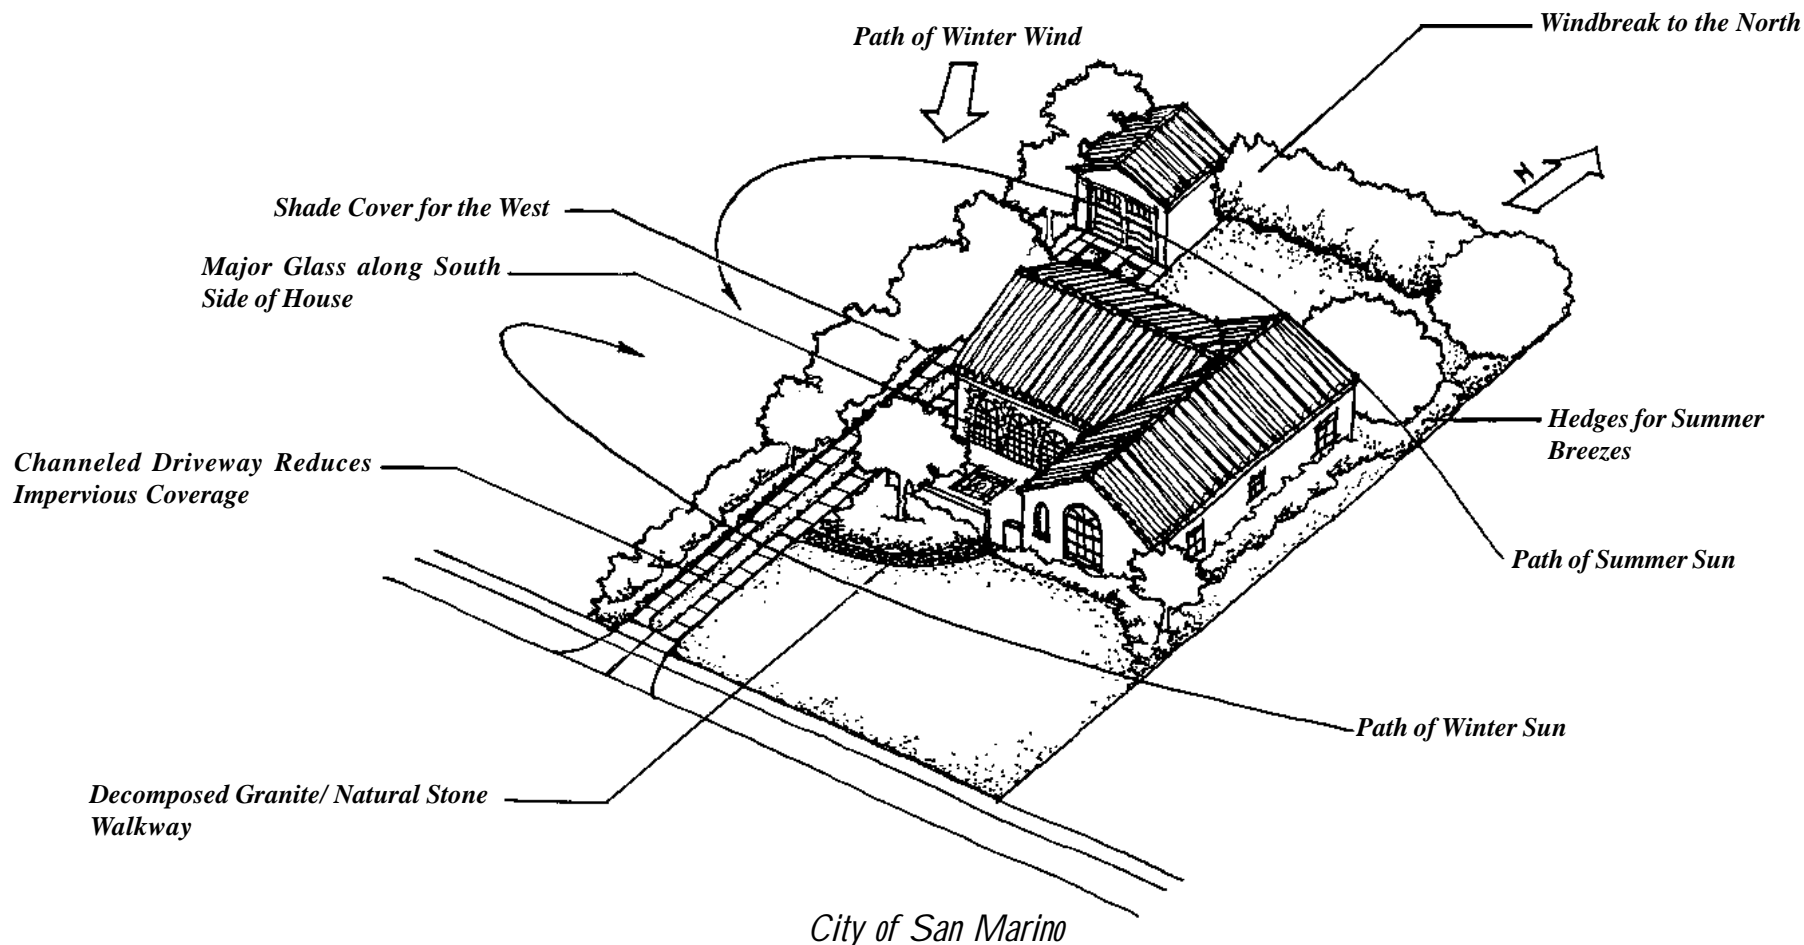 Windbreak to the North
Path of Winter Wind
N
Shade Cover for the West
Major Glass along South
Side of House
Hedges for Summer
Breezes
Channeled Driveway Reduces
Impervious Coverage
Path of Summer Sun
Path of Winter Sun
Decomposed Granite/ Natural Stone
Walkway
City of San Marino